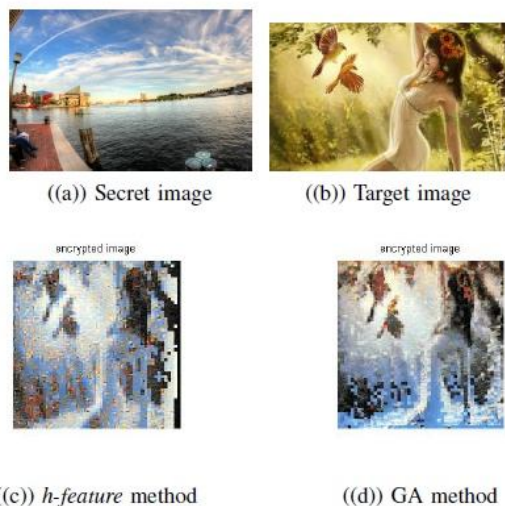 ((a)) Secret image
((b)) Target image
encrypted image
encrypted image
((c)) h-feature method
((d)) GA method